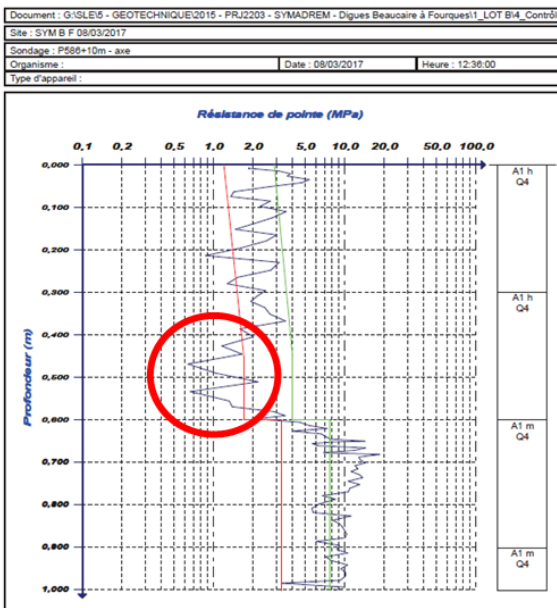 Document : G:\SLE\5 - GEOTECHNIQUE\2015 - PRJ2203 - SYMADREM - Digues Beaucaire à Fourques\1_LOT B\4_Contrôl
Site : SYM B F 08/03/2017
Sondage : P586+10m - axe
Organisme : Date : 08/03/2017 Heure : 12:36:00
Type d'appareil :
Résistance de pointe (MPa)
0,1 0,2 0,5 1,0 2,0 5,0 10,0 20,0 50,0 100,0
Profondeur (m)
0,000
0,100
0,200
0,300
0,400
0,500
0,600
0,700
0,800
0,900
1,000
A1 h
Q4
A1 h
Q4
A1 m
Q4
A1 m
Q4